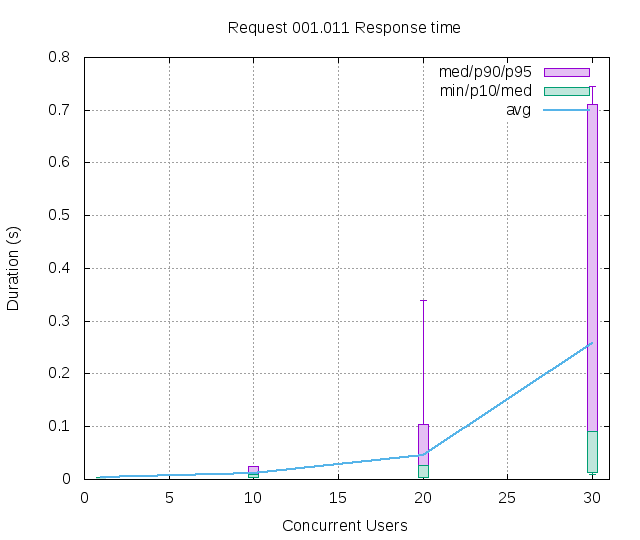 Request 001.011 Response time
med/p90/p95
min/p10/med
avg
0.8
0.7
0.6
0.5
0.4
0.3
0.2
0.1
0
Duration (s)
0 5 10 15 20 25 30
Concurrent Users